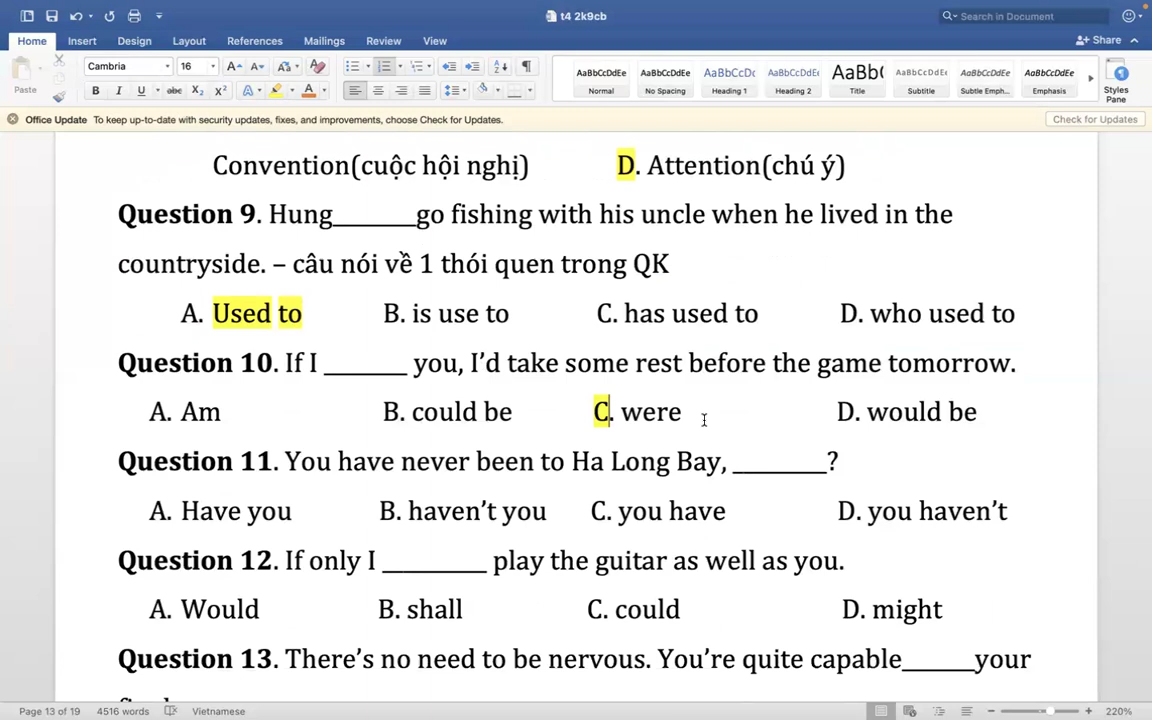 t4 2k9cb
Search in Document
Home Insert Design Layout References Mailings Review View
Share
Paste
Cambria 16
AaBbCcDdEe AaBbCcDdEe AaBbCcDc AaBbCcDdEe AaBbC AaBbCcDdEe AaBbCcDdEe AaBbCcDdEe
Normal No Spacing Heading 1 Heading 2 Title Subtitle Subtle Emph... Emphasis
Styles Pane
Office Update To keep up-to-date with security updates, fixes, and improvements, choose Check for Updates. Check for Updates
Convention(cuộc hội nghị) D. Attention(chú ý)
Question 9. Hung_______go fishing with his uncle when he lived in the
countryside. – câu nói về 1 thói quen trong QK
A. Used to B. is use to C. has used to D. who used to
Question 10. If I _______ you, I’d take some rest before the game tomorrow.
A. Am B. could be C. were D. would be
Question 11. You have never been to Ha Long Bay, ________?
A. Have you B. haven’t you C. you have D. you haven’t
Question 12. If only I _________ play the guitar as well as you.
A. Would B. shall C. could D. might
Question 13. There’s no need to be nervous. You’re quite capable______your
Page 13 of 19 4516 words Vietnamese 220%